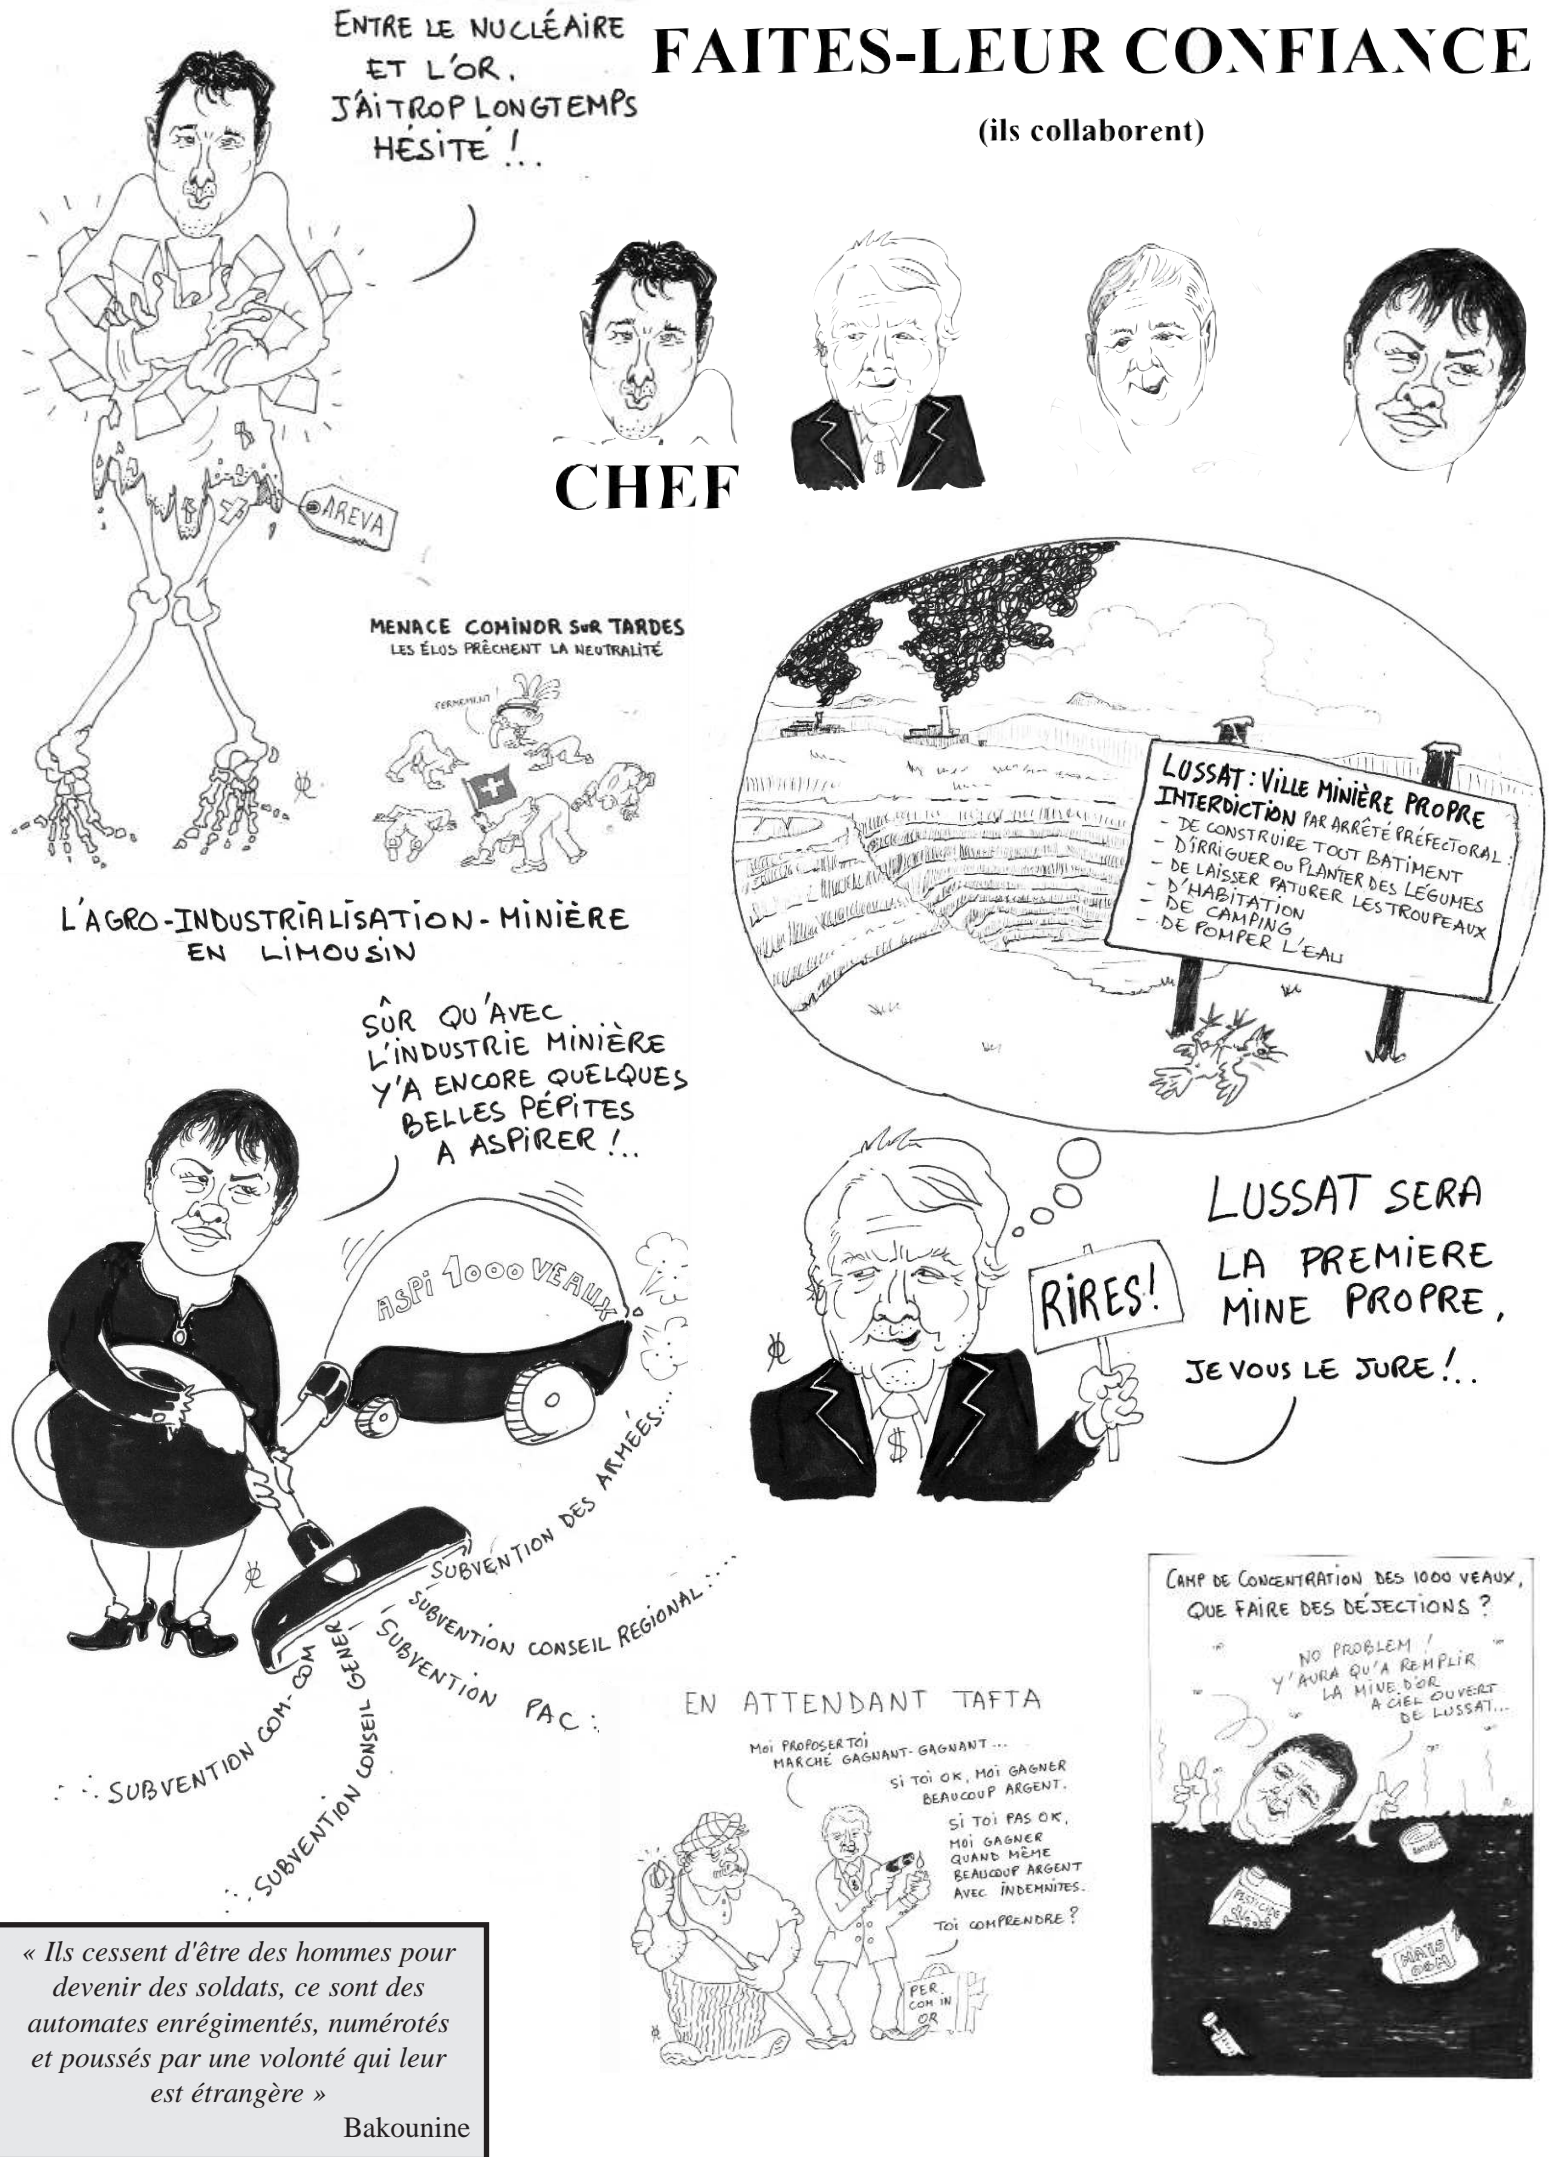 ENTRE LE NUCLÉAIRE
ET L'OR,
J'AI TROP LONGTEMPS
HÉSITÉ !..
FAITES-LEUR CONFIANCE
(ils collaborent)
CHEF
$
AREVA
MENACE COMINOR SUR TARDES
LES ÉLUS PRÊCHENT LA NEUTRALITÉ
FERMEMENT !
LUSSAT : VILLE MINIÈRE PROPRE
INTERDICTION PAR ARRÊTÉ PRÉFECTORAL :
- DE CONSTRUIRE TOUT BATIMENT
- D'IRRIGUER OU PLANTER DES LÉGUMES
- DE LAISSER PATURER LES TROUPEAUX
- D'HABITATION
- DE CAMPING
- DE POMPER L'EAU
L'AGRO-INDUSTRIALISATION-MINIÈRE
EN LIMOUSIN
SÛR QU'AVEC
L'INDUSTRIE MINIÈRE
Y'A ENCORE QUELQUES
BELLES PÉPITES
A ASPIRER !..
ASPI 1000 VEAUX
SUBVENTION DES ARMÉES...
SUBVENTION CONSEIL REGIONAL
SUBVENTION PAC :
SUBVENTION CONSEIL GENER
SUBVENTION COM-COM
LUSSAT SERA
LA PREMIERE
MINE PROPRE,
JE VOUS LE JURE !..
RIRES !
$
EN ATTENDANT TAFTA
MOI PROPOSER TOI
MARCHÉ GAGNANT-GAGNANT...
SI TOI OK, MOI GAGNER
BEAUCOUP ARGENT.
SI TOI PAS OK,
MOI GAGNER
QUAND MÊME
BEAUCOUP ARGENT
AVEC INDEMNITES.
TOI COMPRENDRE ?
$
PER
COM IN
OR
CAMP DE CONCENTRATION DES 1000 VEAUX,
QUE FAIRE DES DÉJECTIONS ?
NO PROBLEM !
Y'AURA QU'A REMPLIR
LA MINE D'OR
A CIEL OUVERT
DE LUSSAT...
PESTICIDE
MAÏS
OGM
« Ils cessent d'être des hommes pour
devenir des soldats, ce sont des
automates enrégimentés, numérotés
et poussés par une volonté qui leur
est étrangère »
Bakounine